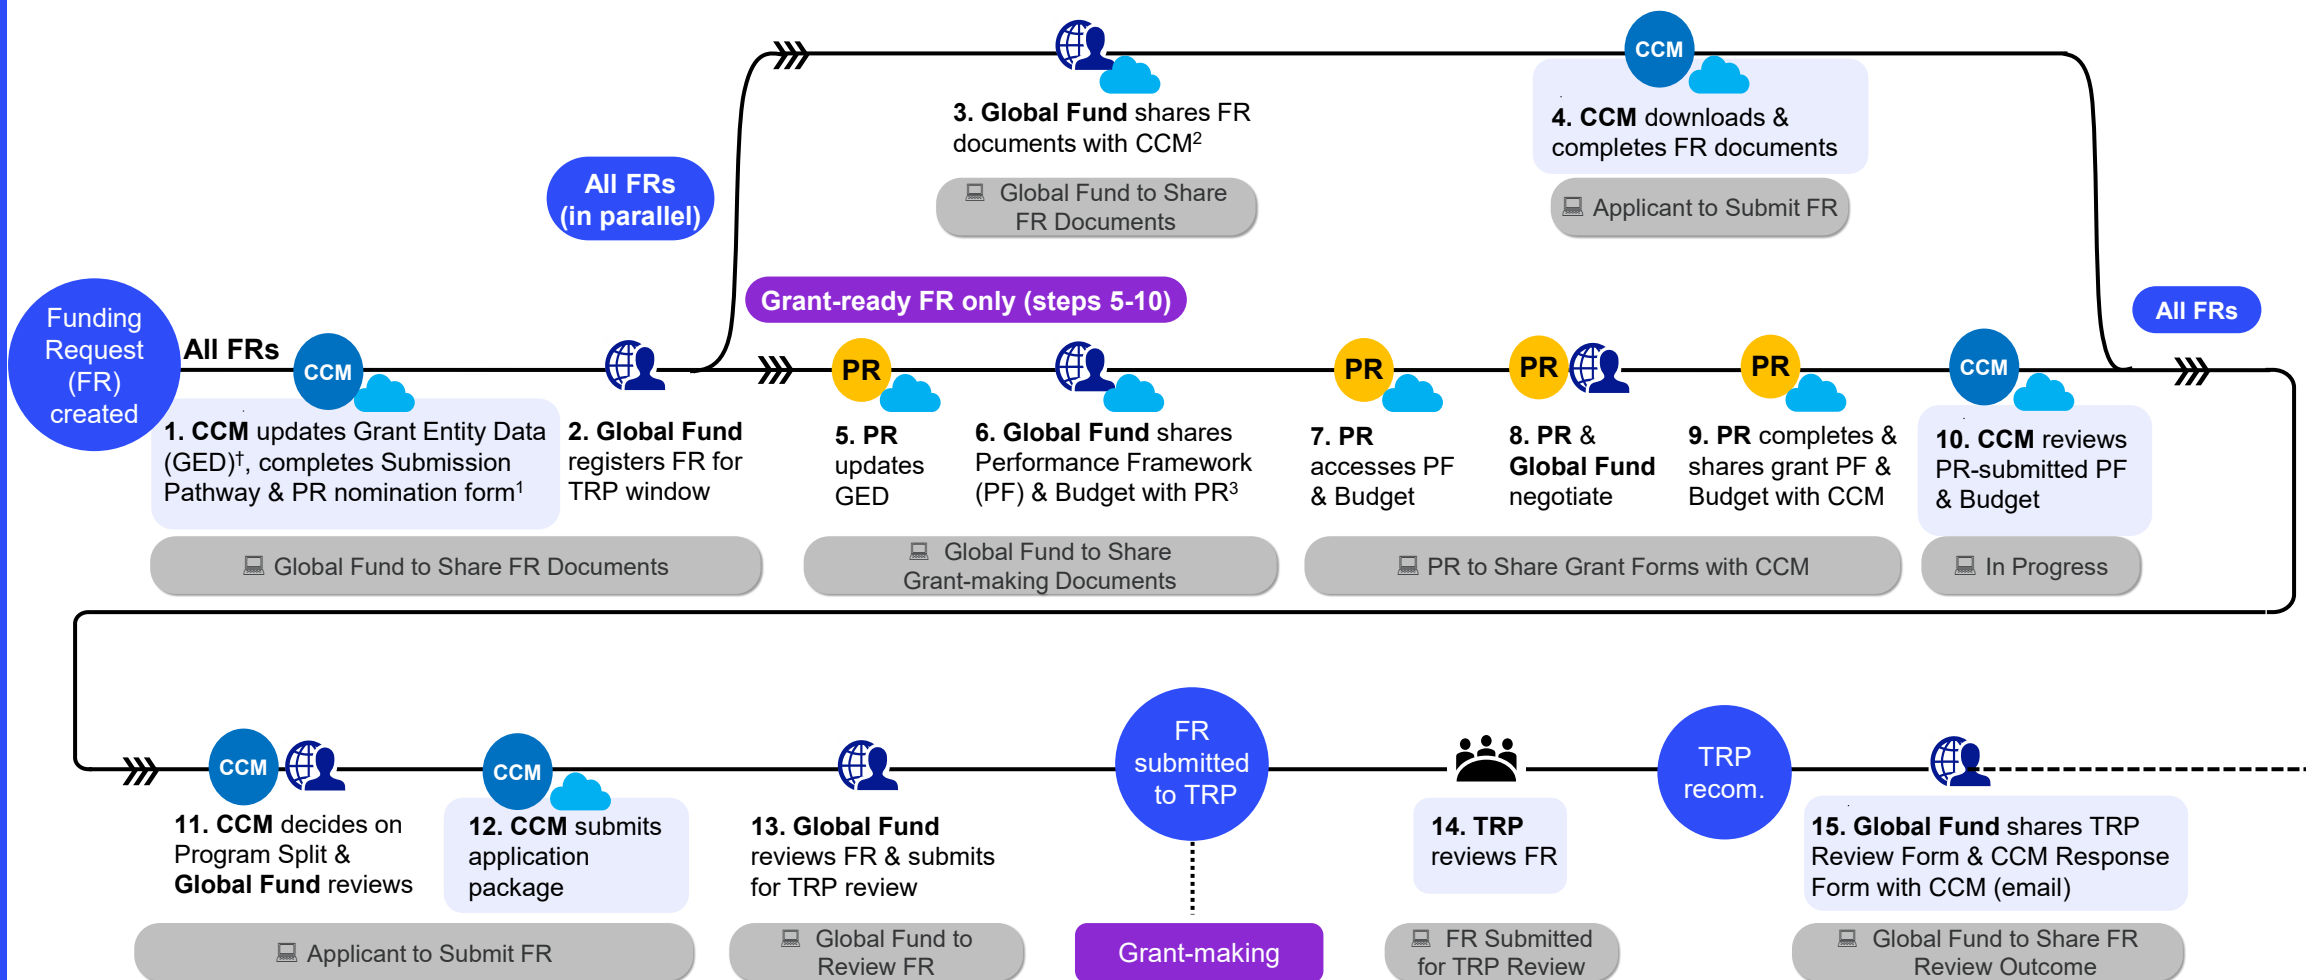 CCM
CCM
3. Global Fund shares FR
documents with CCM2
4. CCM downloads &
completes FR documents
All FRs
(in parallel)
Global Fund to Share
FR Documents
Applicant to Submit FR
Grant-ready FR only (steps 5-10)
All FRs
Funding
Request
(FR)
created
All FRs
PR
PR
PR
PR
CCM
1. CCM updates Grant Entity Data
(GED)†, completes Submission
Pathway & PR nomination form1
2. Global Fund
registers FR for
TRP window
5. PR
updates
GED
6. Global Fund shares
Performance Framework
(PF) & Budget with PR3
7. PR
accesses PF
& Budget
8. PR &
Global Fund
negotiate
9. PR completes &
shares grant PF &
Budget with CCM
10. CCM reviews
PR-submitted PF
& Budget
Global Fund to Share FR Documents
Global Fund to Share
Grant-making Documents
PR to Share Grant Forms with CCM
In Progress
CCM
CCM
FR
submitted
to TRP
TRP
recom.
11. CCM decides on
Program Split &
Global Fund reviews
12. CCM submits
application
package
13. Global Fund
reviews FR & submits
for TRP review
14. TRP
reviews FR
15. Global Fund shares TRP
Review Form & CCM Response
Form with CCM (email)
Applicant to Submit FR
Global Fund to
Review FR
Grant-making
FR Submitted
for TRP Review
Global Fund to Share FR
Review Outcome